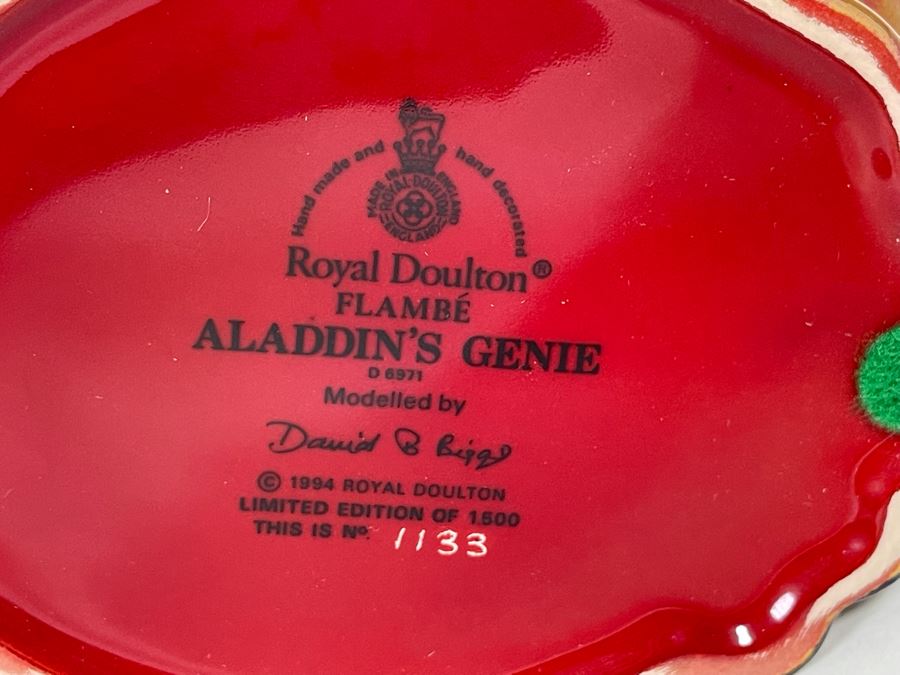 Hand made and hand decorated
MADE IN ENGLAND
ROYAL·DOULTON
ENGLAND
Royal Doulton®
FLAMBÉ
ALADDIN'S GENIE
D 6971
Modelled by
David B Biggs
© 1994 ROYAL DOULTON
LIMITED EDITION OF 1500
THIS IS Nº. 1133